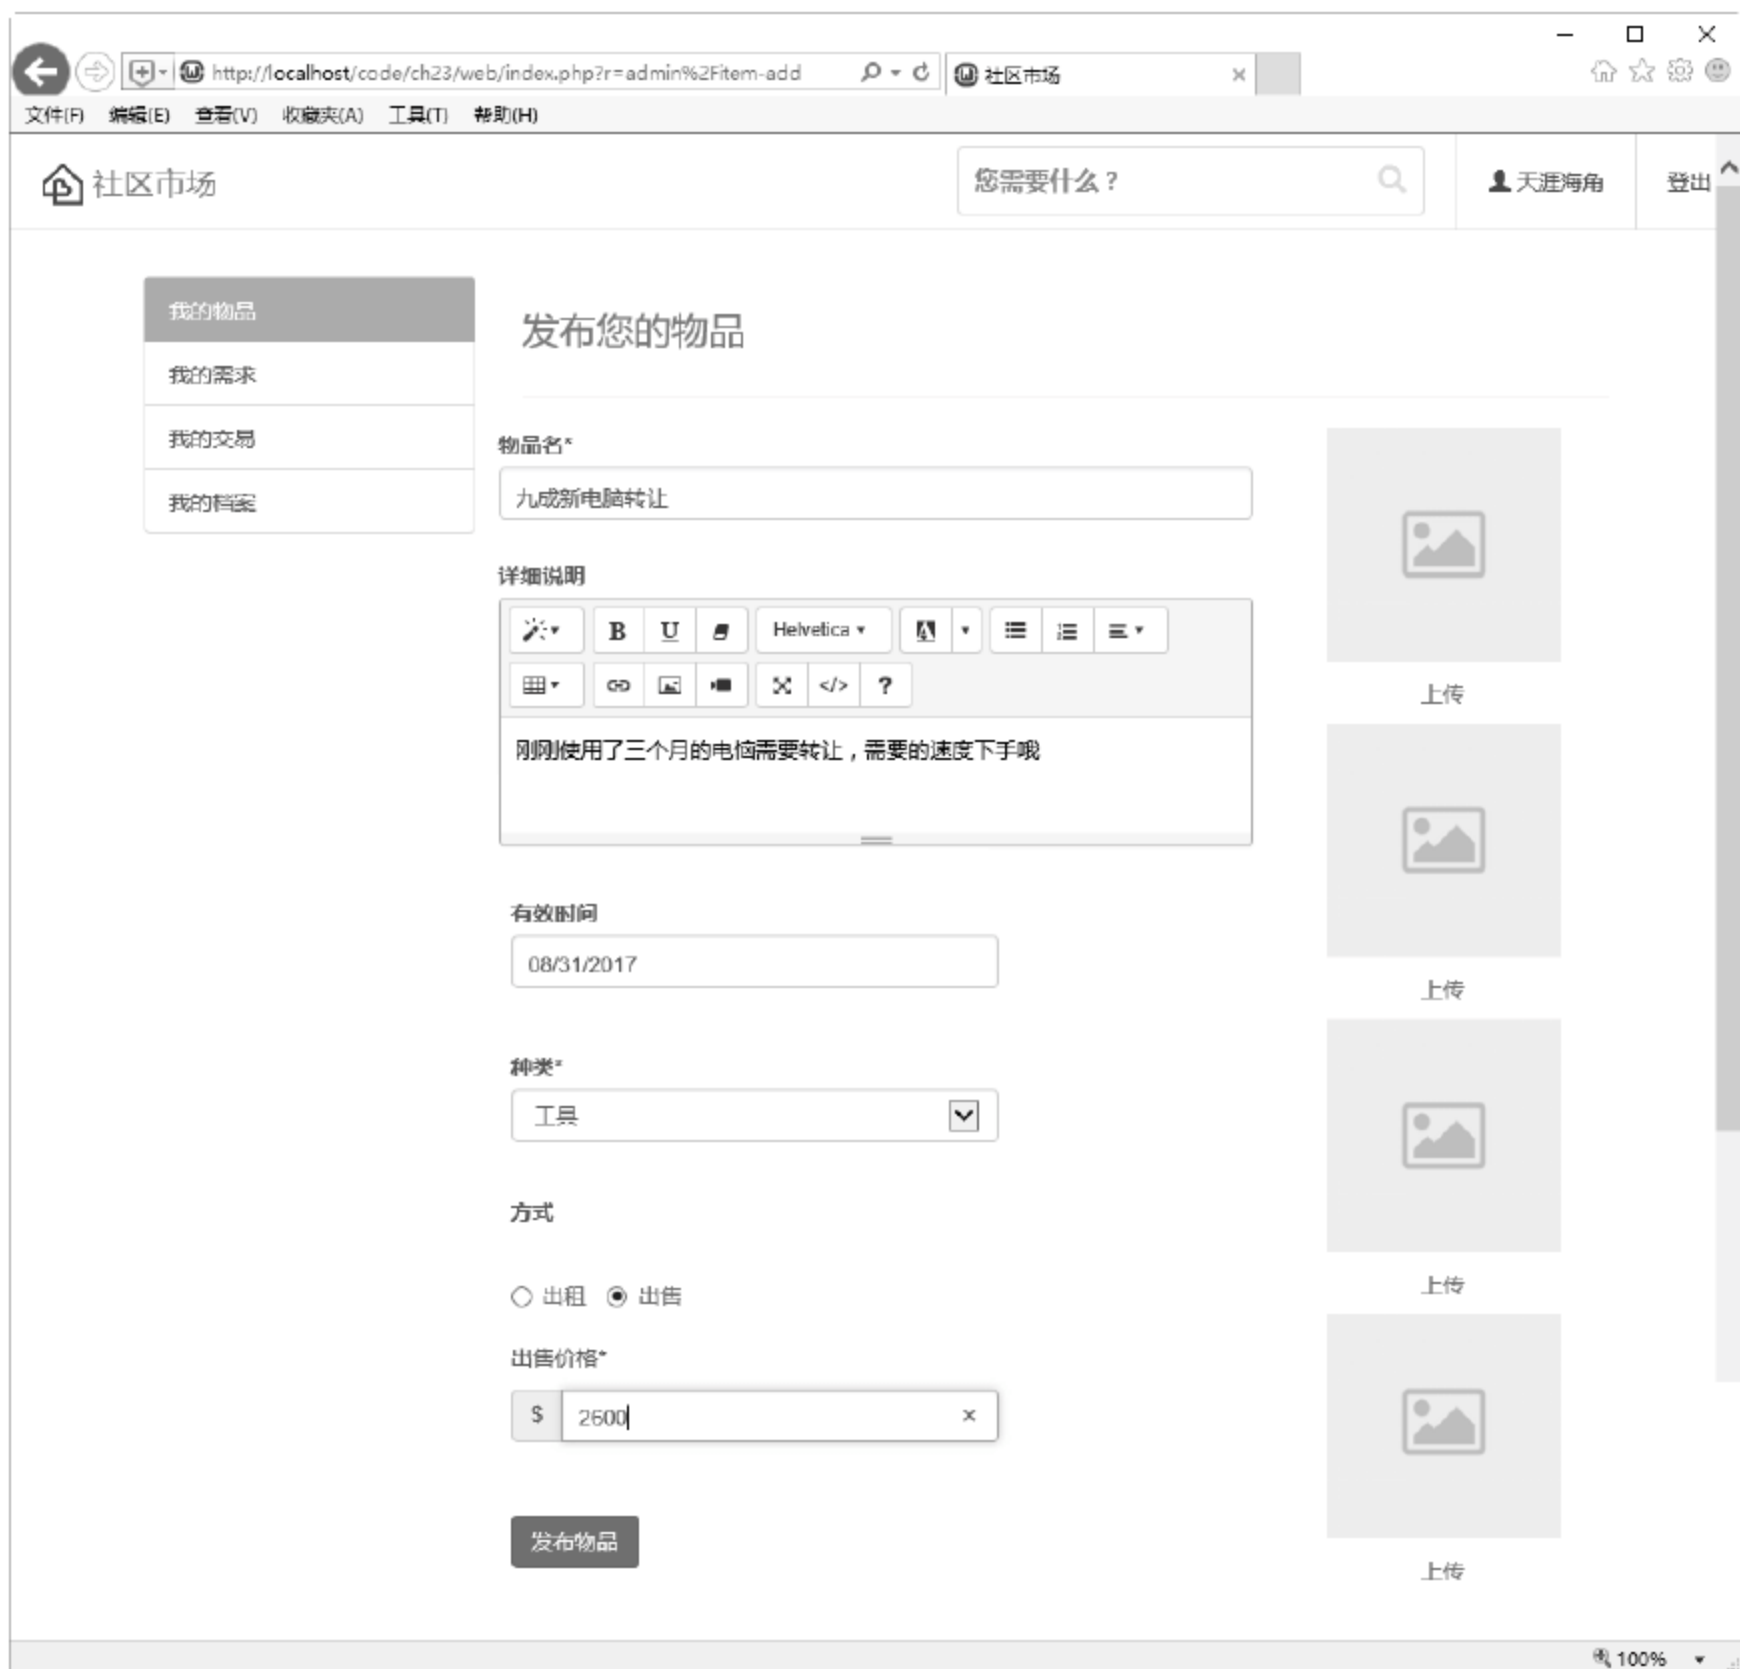 http://localhost/code/ch23/web/index.php?r=admin%2Fitem-add
社区市场
文件(F) 编辑(E) 查看(V) 收藏夹(A) 工具(T) 帮助(H)
社区市场
您需要什么？
天涯海角
登出
我的物品
我的需求
我的交易
我的档案
发布您的物品
物品名*
九成新电脑转让
详细说明
B U Helvetica A
</> ?
刚刚使用了三个月的电恼需要转让，需要的速度下手哦
有效时间
08/31/2017
种类*
工具
方式
出租 出售
出售价格*
$ 2600
发布物品
上传
上传
上传
上传
100%